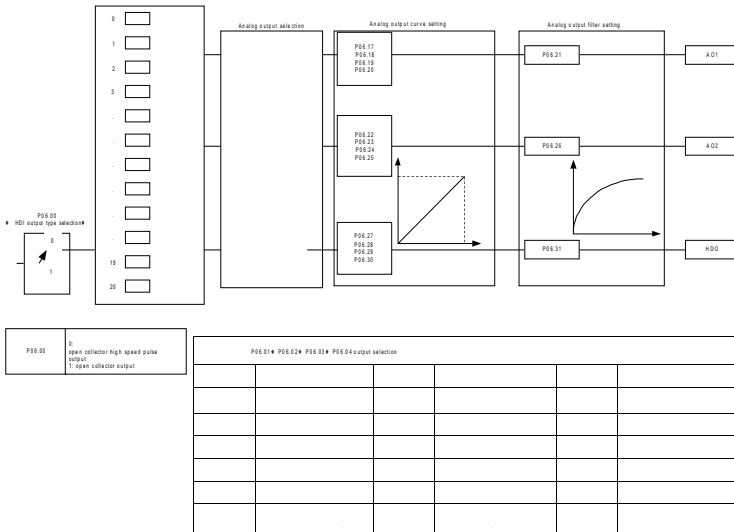 Analog output selection
Analog output curve setting
Analog output filter setting
0
1
2
3
.
.
.
.
.
.
19
20
P06.17
P06.18
P06.19
P06.20
P06.21
AO1
P06.22
P06.23
P06.24
P06.25
P06.26
AO2
P06.27
P06.28
P06.29
P06.30
P06.31
HDO
P06.00
HDI output type selection
0
1
P06.00
0:
open collector high speed pulse
output
1: open collector output
P06.01 P06.02 P06.03 P06.04 output selection